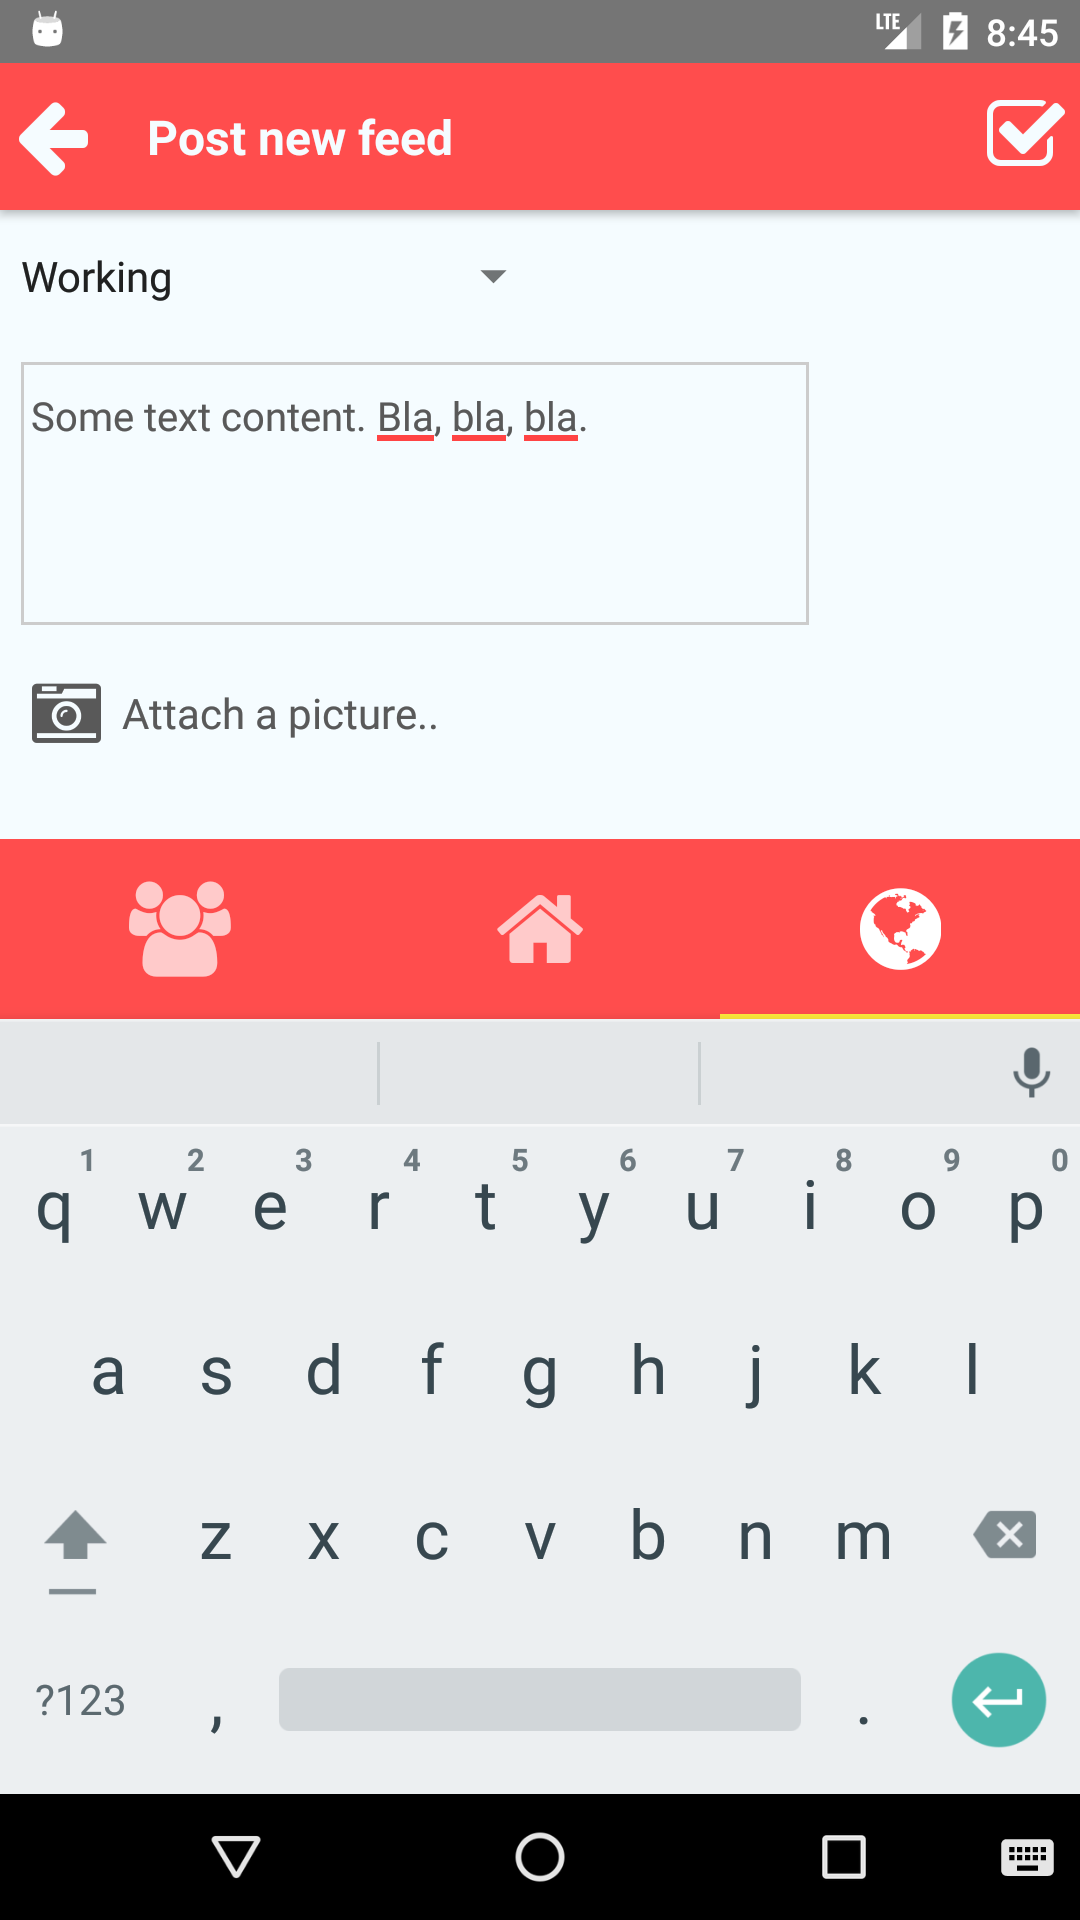 LTE 8:45
Post new feed
Working
Some text content. Bla, bla, bla.
Attach a picture..
1 2 3 4 5 6 7 8 9 0
q w e r t y u i o p
a s d f g h j k l
z x c v b n m
?123 , .